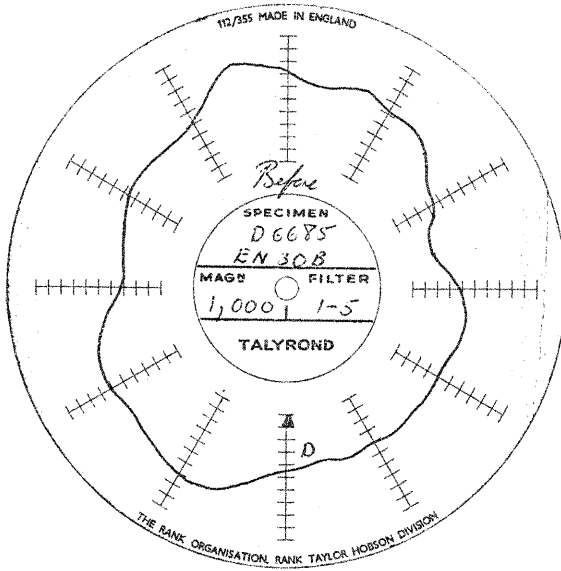 112/355 MADE IN ENGLAND
Before
SPECIMEN
D6685
EN 30B
MAGN FILTER
1,000 1-5
TALYROND
D
THE RANK ORGANISATION, RANK TAYLOR HOBSON DIVISION